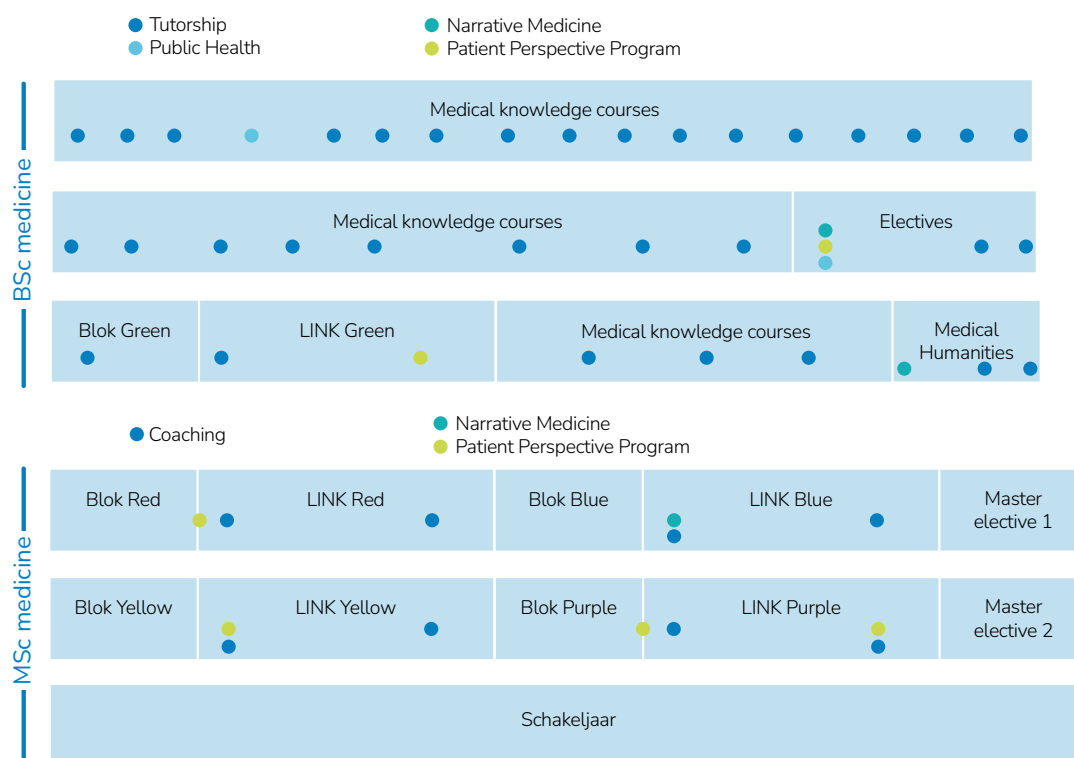 Tutorship
Public Health
Narrative Medicine
Patient Perspective Program
BSc medicine
Medical knowledge courses
Medical knowledge courses
Electives
Blok Green
LINK Green
Medical knowledge courses
Medical
Humanities
Coaching
Narrative Medicine
Patient Perspective Program
MSc medicine
Blok Red
LINK Red
Blok Blue
LINK Blue
Master
elective 1
Blok Yellow
LINK Yellow
Blok Purple
LINK Purple
Master
elective 2
Schakeljaar